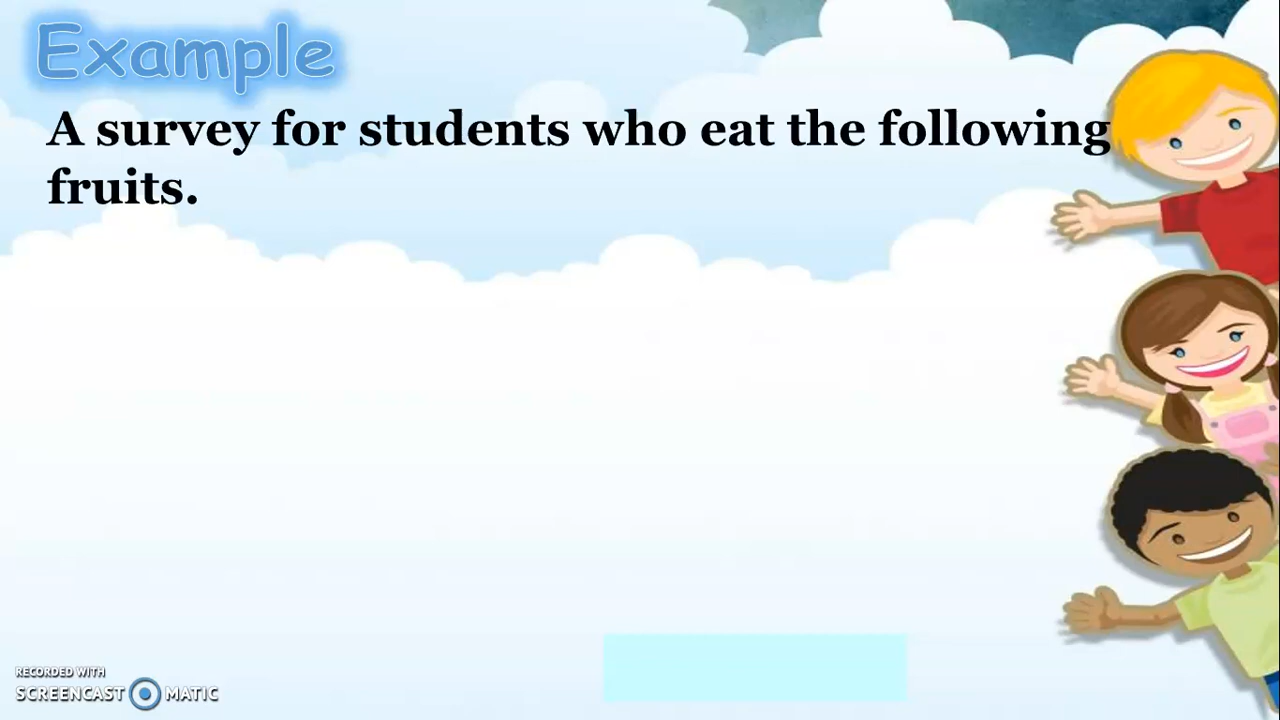 Example
A survey for students who eat the following
fruits.
RECORDED WITH
SCREENCAST MATIC